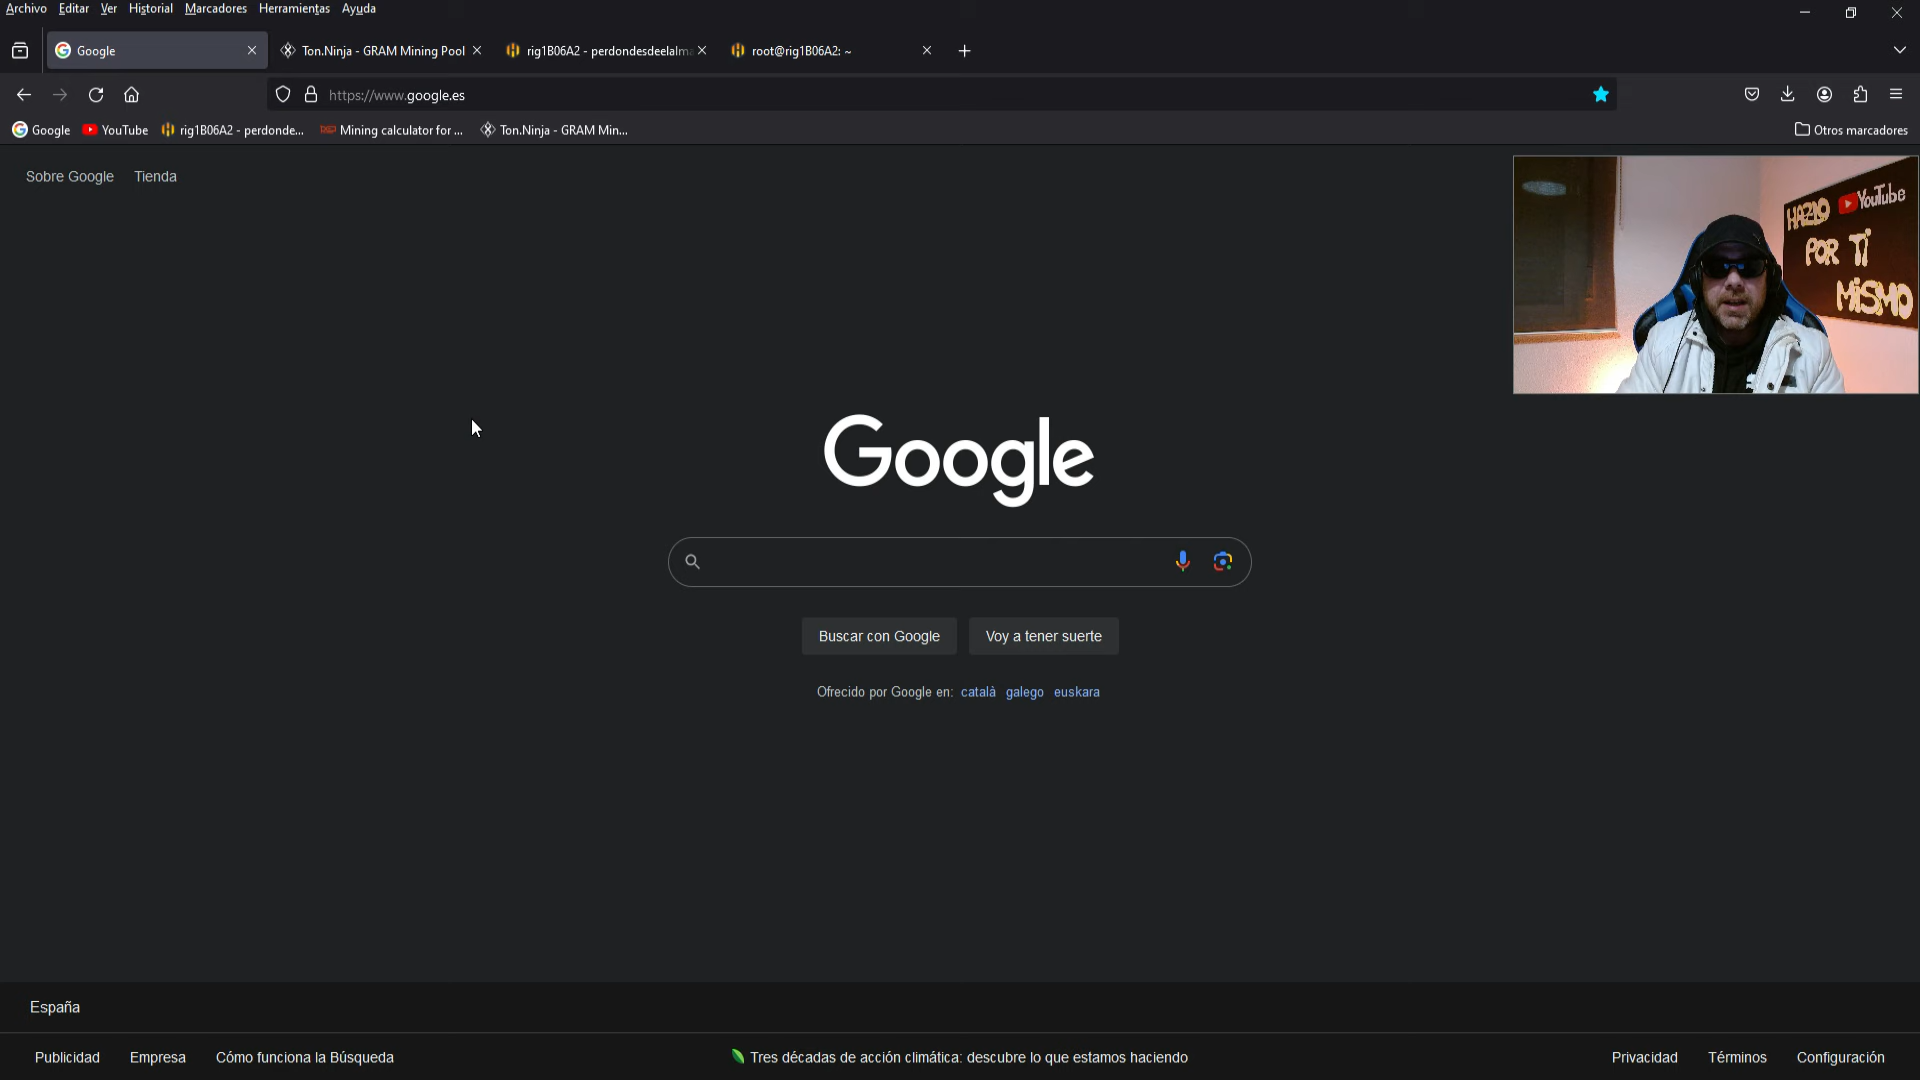 Archivo Editar Ver Historial Marcadores Herramientas Ayuda
Google Ton.Ninja - GRAM Mining Pool rig1B06A2 - perdondesdeelalma root@rig1B06A2: ~
https://www.google.es
Google YouTube rig1B06A2 - perdonde... Mining calculator for ... Ton.Ninja - GRAM Min... Otros marcadores
Sobre Google Tienda
YouTube
HAZLO
POR TI
MISMO
Google
Buscar con Google Voy a tener suerte
Ofrecido por Google en: català galego euskara
España
Publicidad Empresa Cómo funciona la Búsqueda Tres décadas de acción climática: descubre lo que estamos haciendo Privacidad Términos Configuración